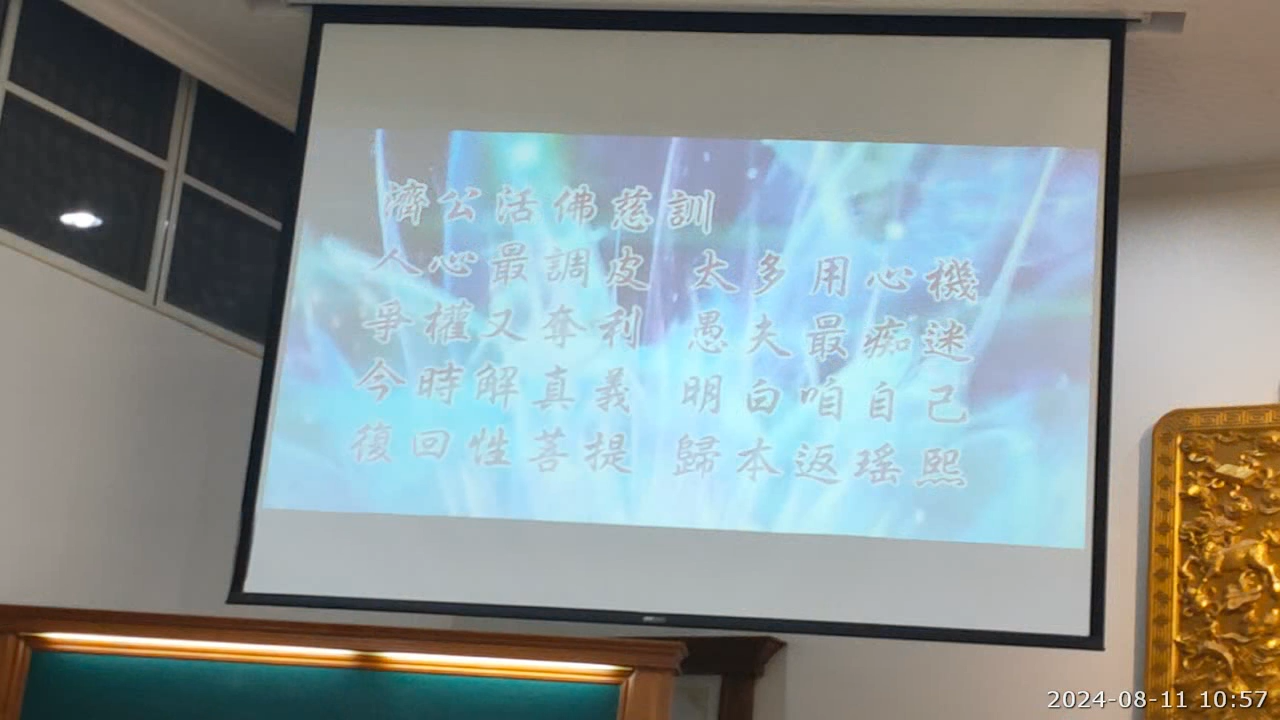 濟公活佛慈訓
人心最調皮 太多用心機
爭權又奪利 愚夫最痴迷
今時解真義 明白咱自己
復回性菩提 歸本返瑤熙
2024-08-11 10:57